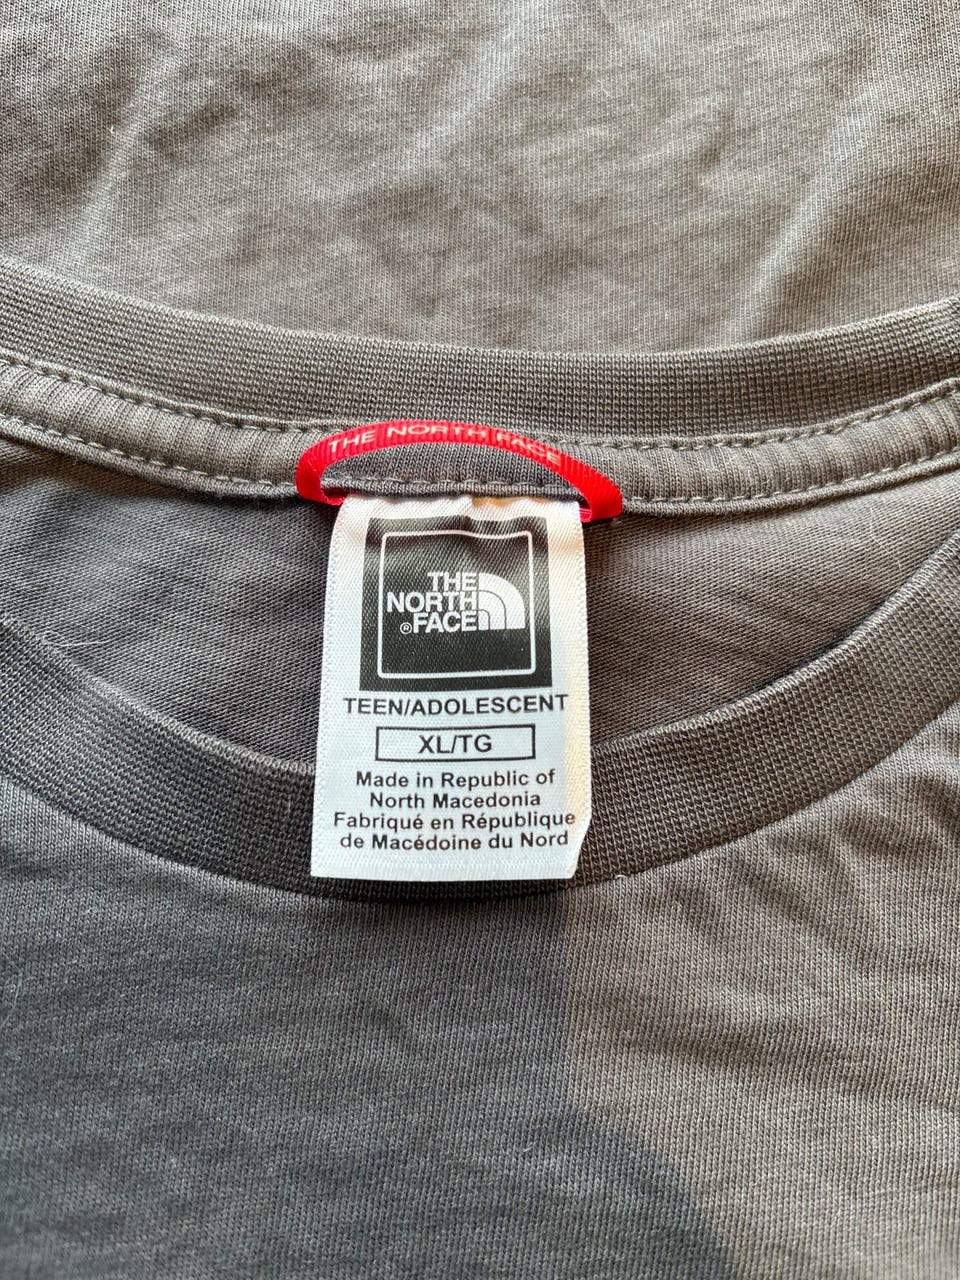 THE NORTH FACE
THE
NORTH
®FACE
TEEN/ADOLESCENT
XL/TG
Made in Republic of
North Macedonia
Fabriqué en République
de Macédoine du Nord